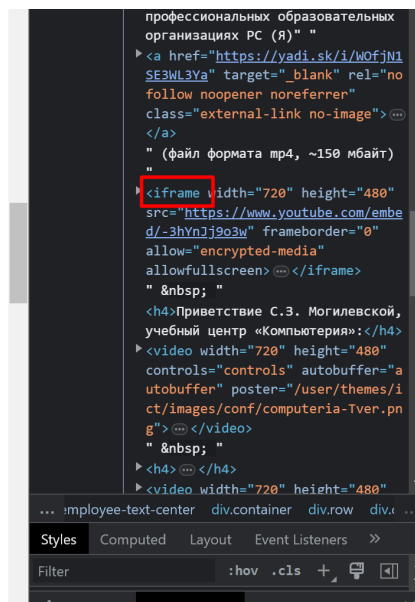 профессиональных образовательных
организациях РС (Я)" "
<a href="https://yadi.sk/i/WOfjN1
SE3WL3Ya" target="_blank" rel="no
follow noopener noreferrer"
class="external-link no-image">
</a>
" (файл формата mp4, ~150 мбайт)
"
<iframe width="720" height="480"
src="https://www.youtube.com/embe
d/-3hYnJj9o3w" frameborder="0"
allow="encrypted-media"
allowfullscreen>…</iframe>
" &nbsp; "
<h4>Приветствие С.З. Могилевской,
учебный центр «Компьютерия»:</h4>
<video width="720" height="480"
controls="controls" autobuffer="a
utobuffer" poster="/user/themes/i
ct/images/conf/computeria-Tver.pn
g">…</video>
" &nbsp; "
<h4>…</h4>
<video width="720" height="480"
... employee-text-center div.container div.row
Styles Computed Layout Event Listeners »
Filter :hov .cls +